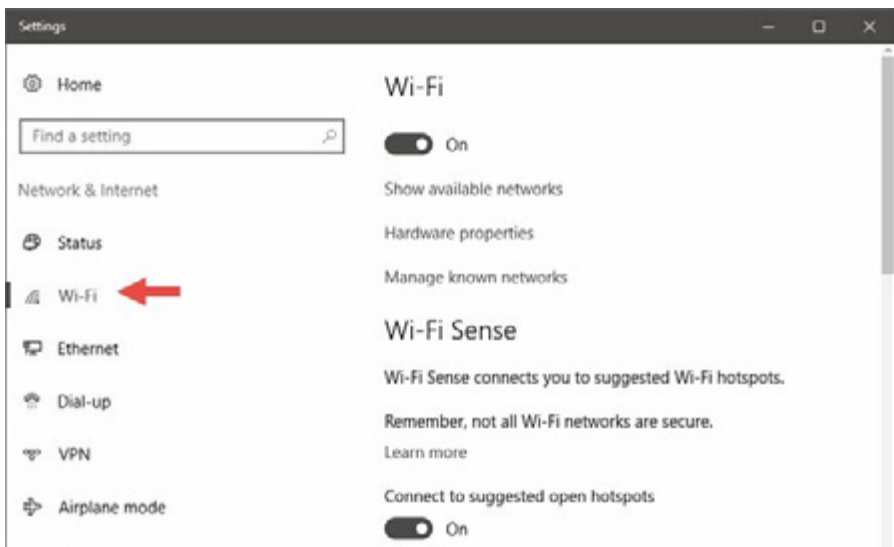 Settings
Home
Find a setting
Network & Internet
Status
Wi-Fi
Ethernet
Dial-up
VPN
Airplane mode
Wi-Fi
On
Show available networks
Hardware properties
Manage known networks
Wi-Fi Sense
Wi-Fi Sense connects you to suggested Wi-Fi hotspots.
Remember, not all Wi-Fi networks are secure.
Learn more
Connect to suggested open hotspots
On